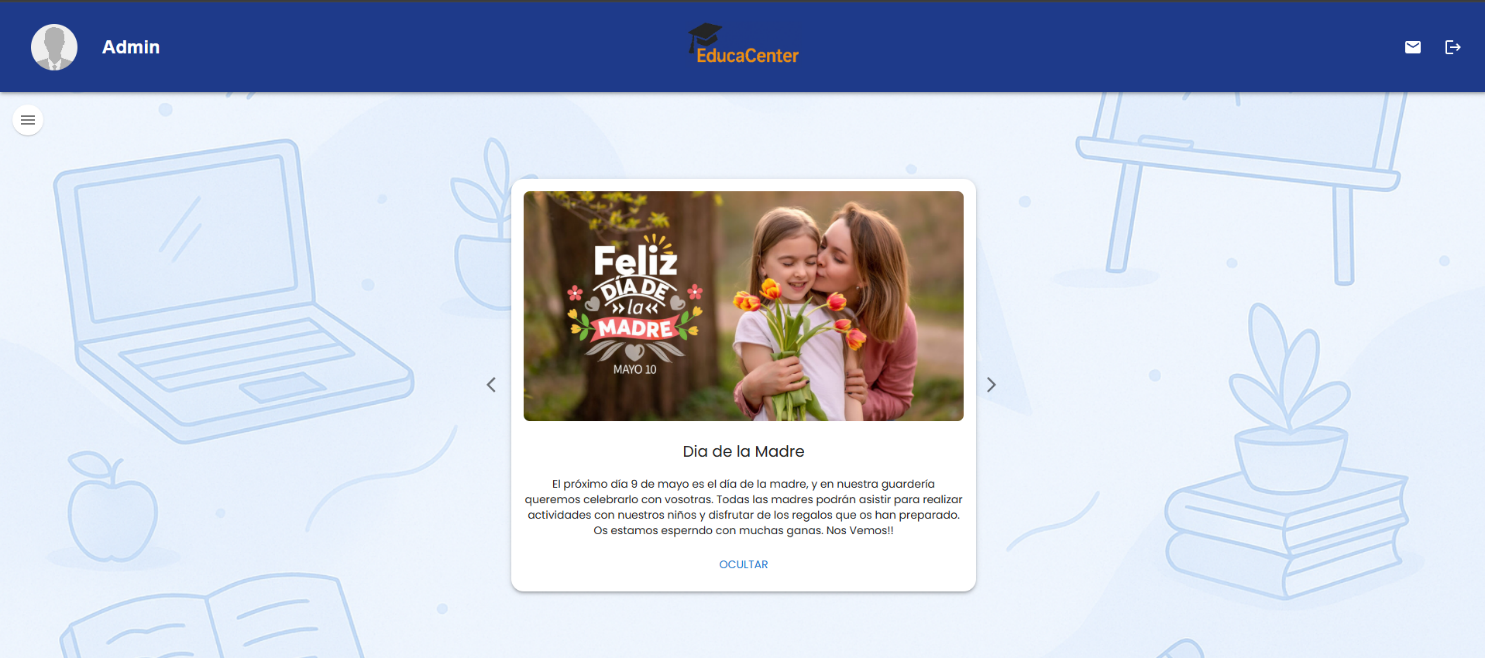 Admin
EducaCenter
Feliz
DÍA DE
la
MADRE
MAYO 10
Dia de la Madre
El próximo día 9 de mayo es el día de la madre, y en nuestra guardería
queremos celebrarlo con vosotras. Todas las madres podrán asistir para realizar
actividades con nuestros niños y disfrutar de los regalos que os han preparado.
Os estamos esperndo con muchas ganas. Nos Vemos!!
OCULTAR